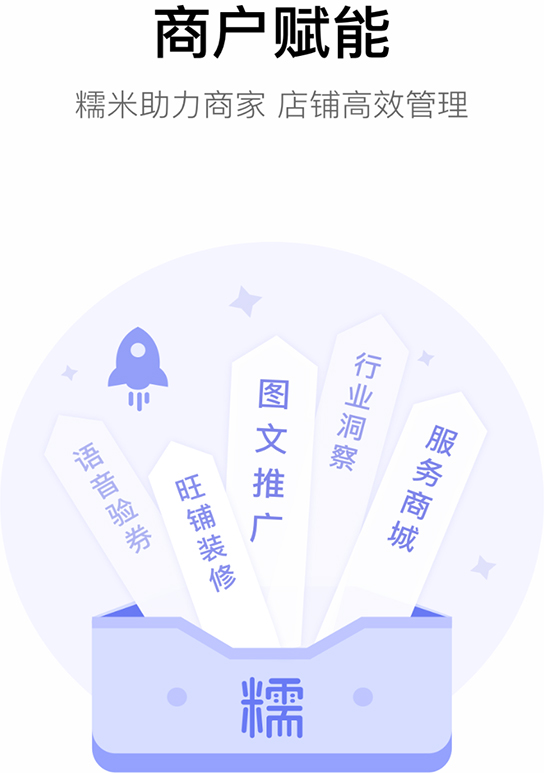 商户赋能
糯米助力商家 店铺高效管理
语音验券
旺铺装修
图文推广
行业洞察
服务商城
糯